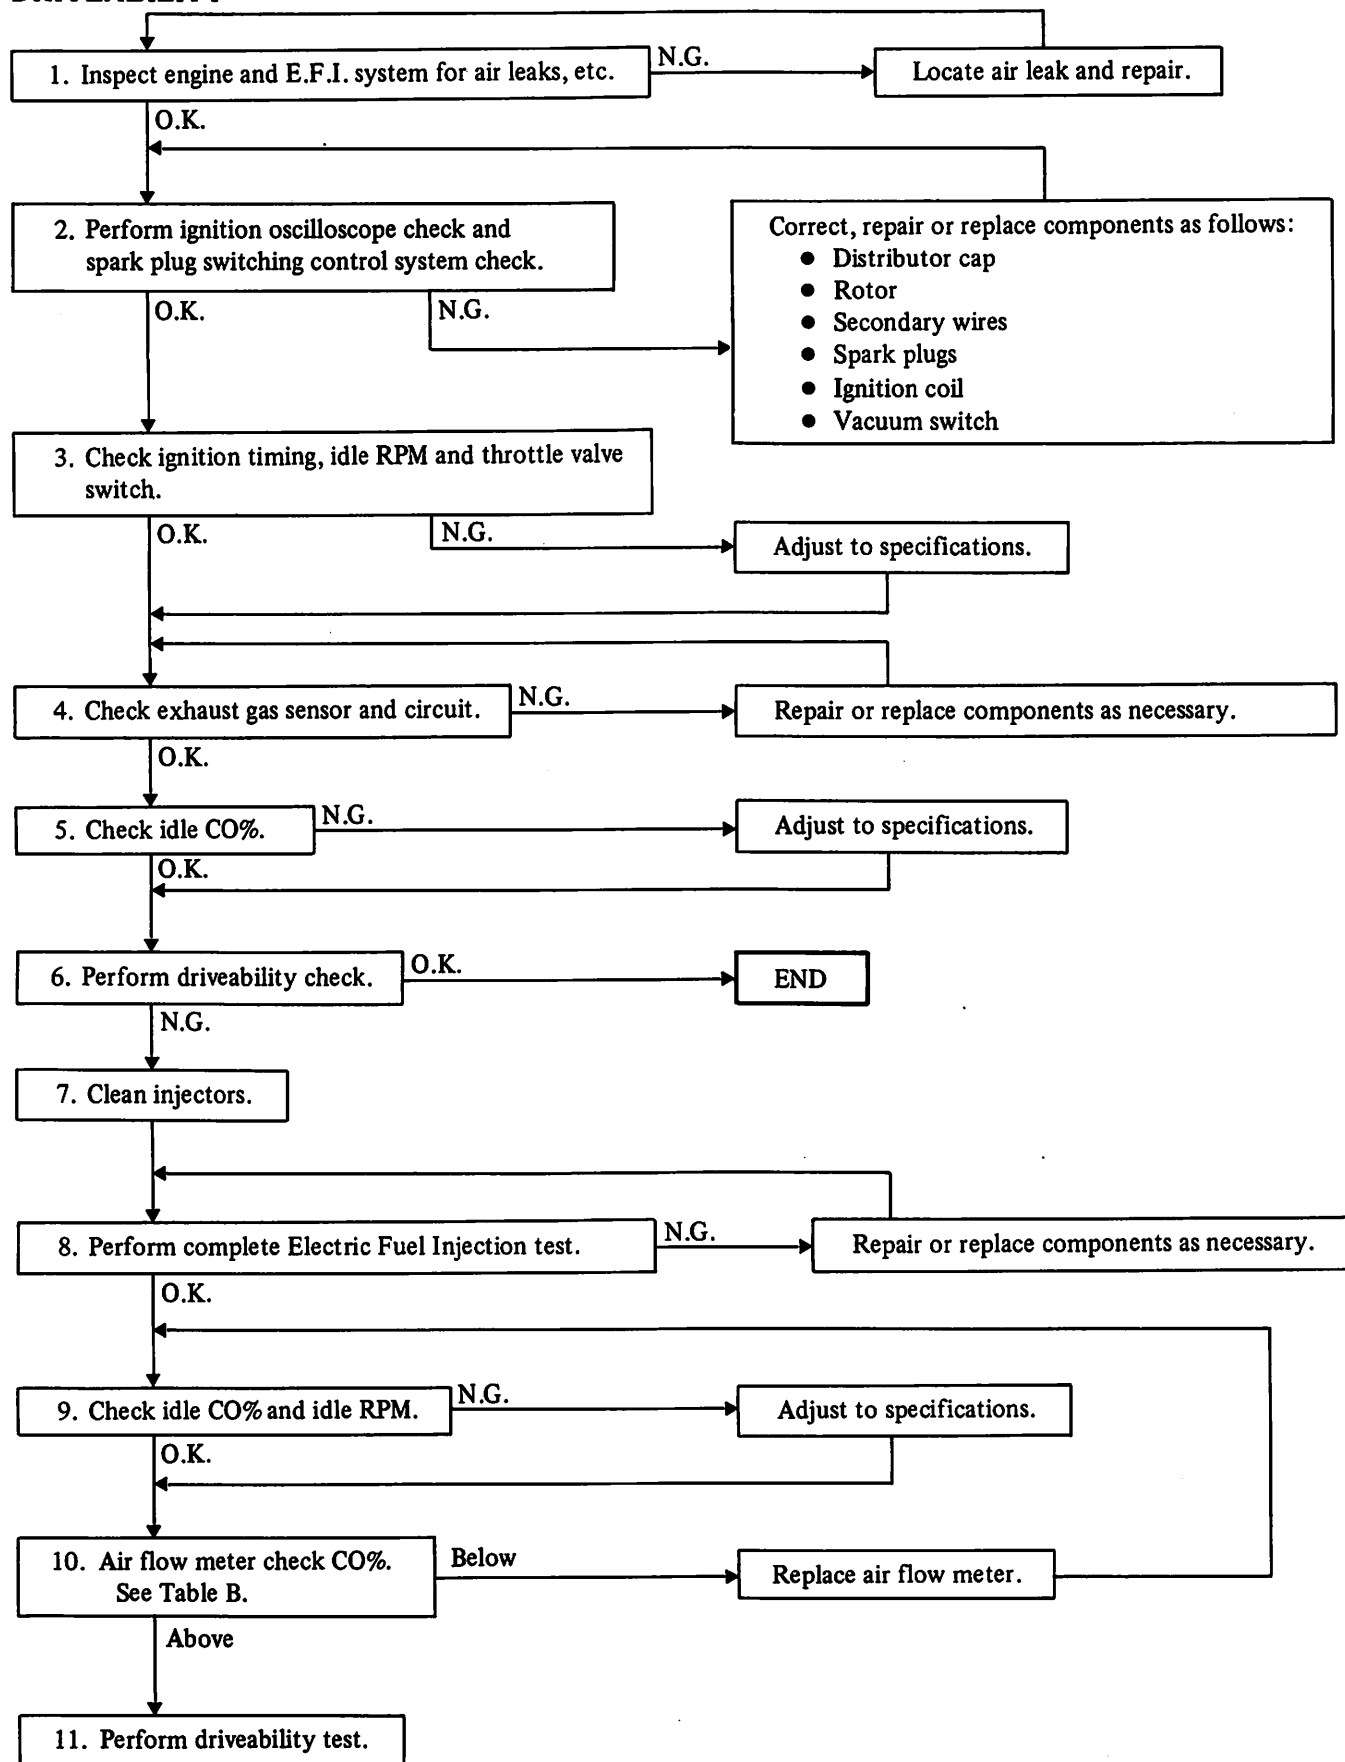 1. Inspect engine and E.F.I. system for air leaks, etc.
N.G.
Locate air leak and repair.
O.K.
2. Perform ignition oscilloscope check and
spark plug switching control system check.
O.K.
N.G.
Correct, repair or replace components as follows:
● Distributor cap
● Rotor
● Secondary wires
● Spark plugs
● Ignition coil
● Vacuum switch
3. Check ignition timing, idle RPM and throttle valve
switch.
O.K.
N.G.
Adjust to specifications.
4. Check exhaust gas sensor and circuit.
N.G.
Repair or replace components as necessary.
O.K.
5. Check idle CO%.
N.G.
Adjust to specifications.
O.K.
6. Perform driveability check.
O.K.
END
N.G.
7. Clean injectors.
8. Perform complete Electric Fuel Injection test.
N.G.
Repair or replace components as necessary.
O.K.
9. Check idle CO% and idle RPM.
N.G.
Adjust to specifications.
O.K.
10. Air flow meter check CO%.
See Table B.
Below
Replace air flow meter.
Above
11. Perform driveability test.